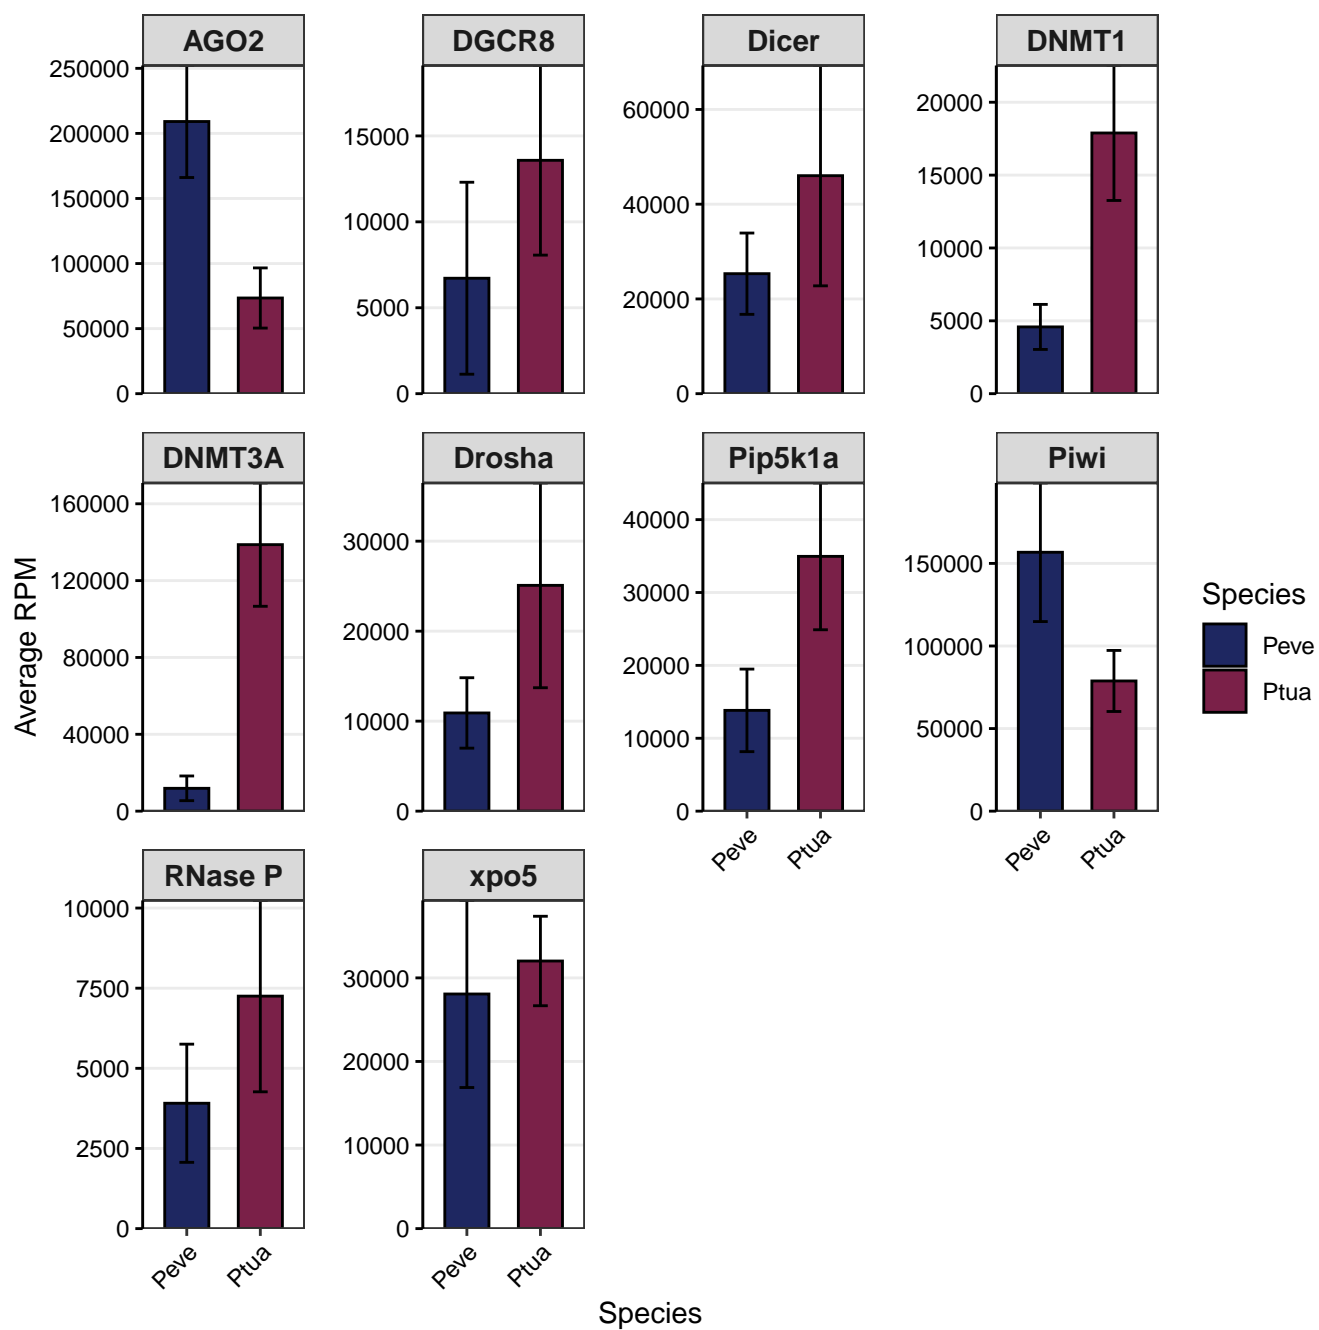 AGO2
DGCR8
Dicer
DNMT1
250000
200000
150000
100000
50000
0
15000
10000
5000
0
60000
40000
20000
0
20000
15000
10000
5000
0
DNMT3A
Drosha
Pip5k1a
Piwi
160000
120000
80000
40000
0
30000
20000
10000
0
40000
30000
20000
10000
0
150000
100000
50000
0
Peve
Ptua
Peve
Ptua
RNase P
xpo5
10000
7500
5000
2500
0
30000
20000
10000
0
Peve
Ptua
Peve
Ptua
Average RPM
Species
Species
Peve
Ptua